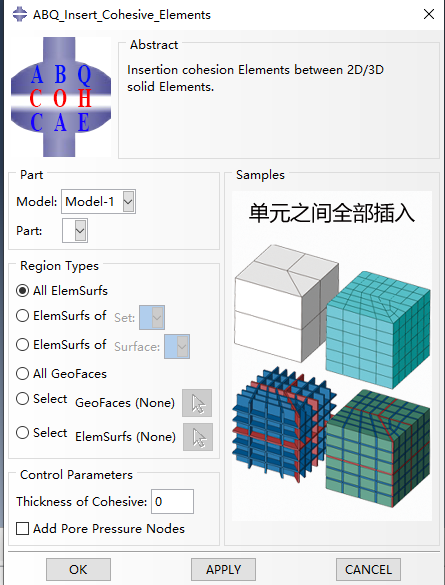 ABQ_Insert_Cohesive_Elements
A B Q
C O H
C A E
Abstract
Insertion cohesion Elements between 2D/3D
solid Elements.
Part
Model: Model-1
Part:
Region Types
All ElemSurfs
ElemSurfs of Set:
ElemSurfs of Surface:
All GeoFaces
Select GeoFaces (None)
Select ElemSurfs (None)
Control Parameters
Thickness of Cohesive: 0
Add Pore Pressure Nodes
Samples
单元之间全部插入
OK
APPLY
CANCEL